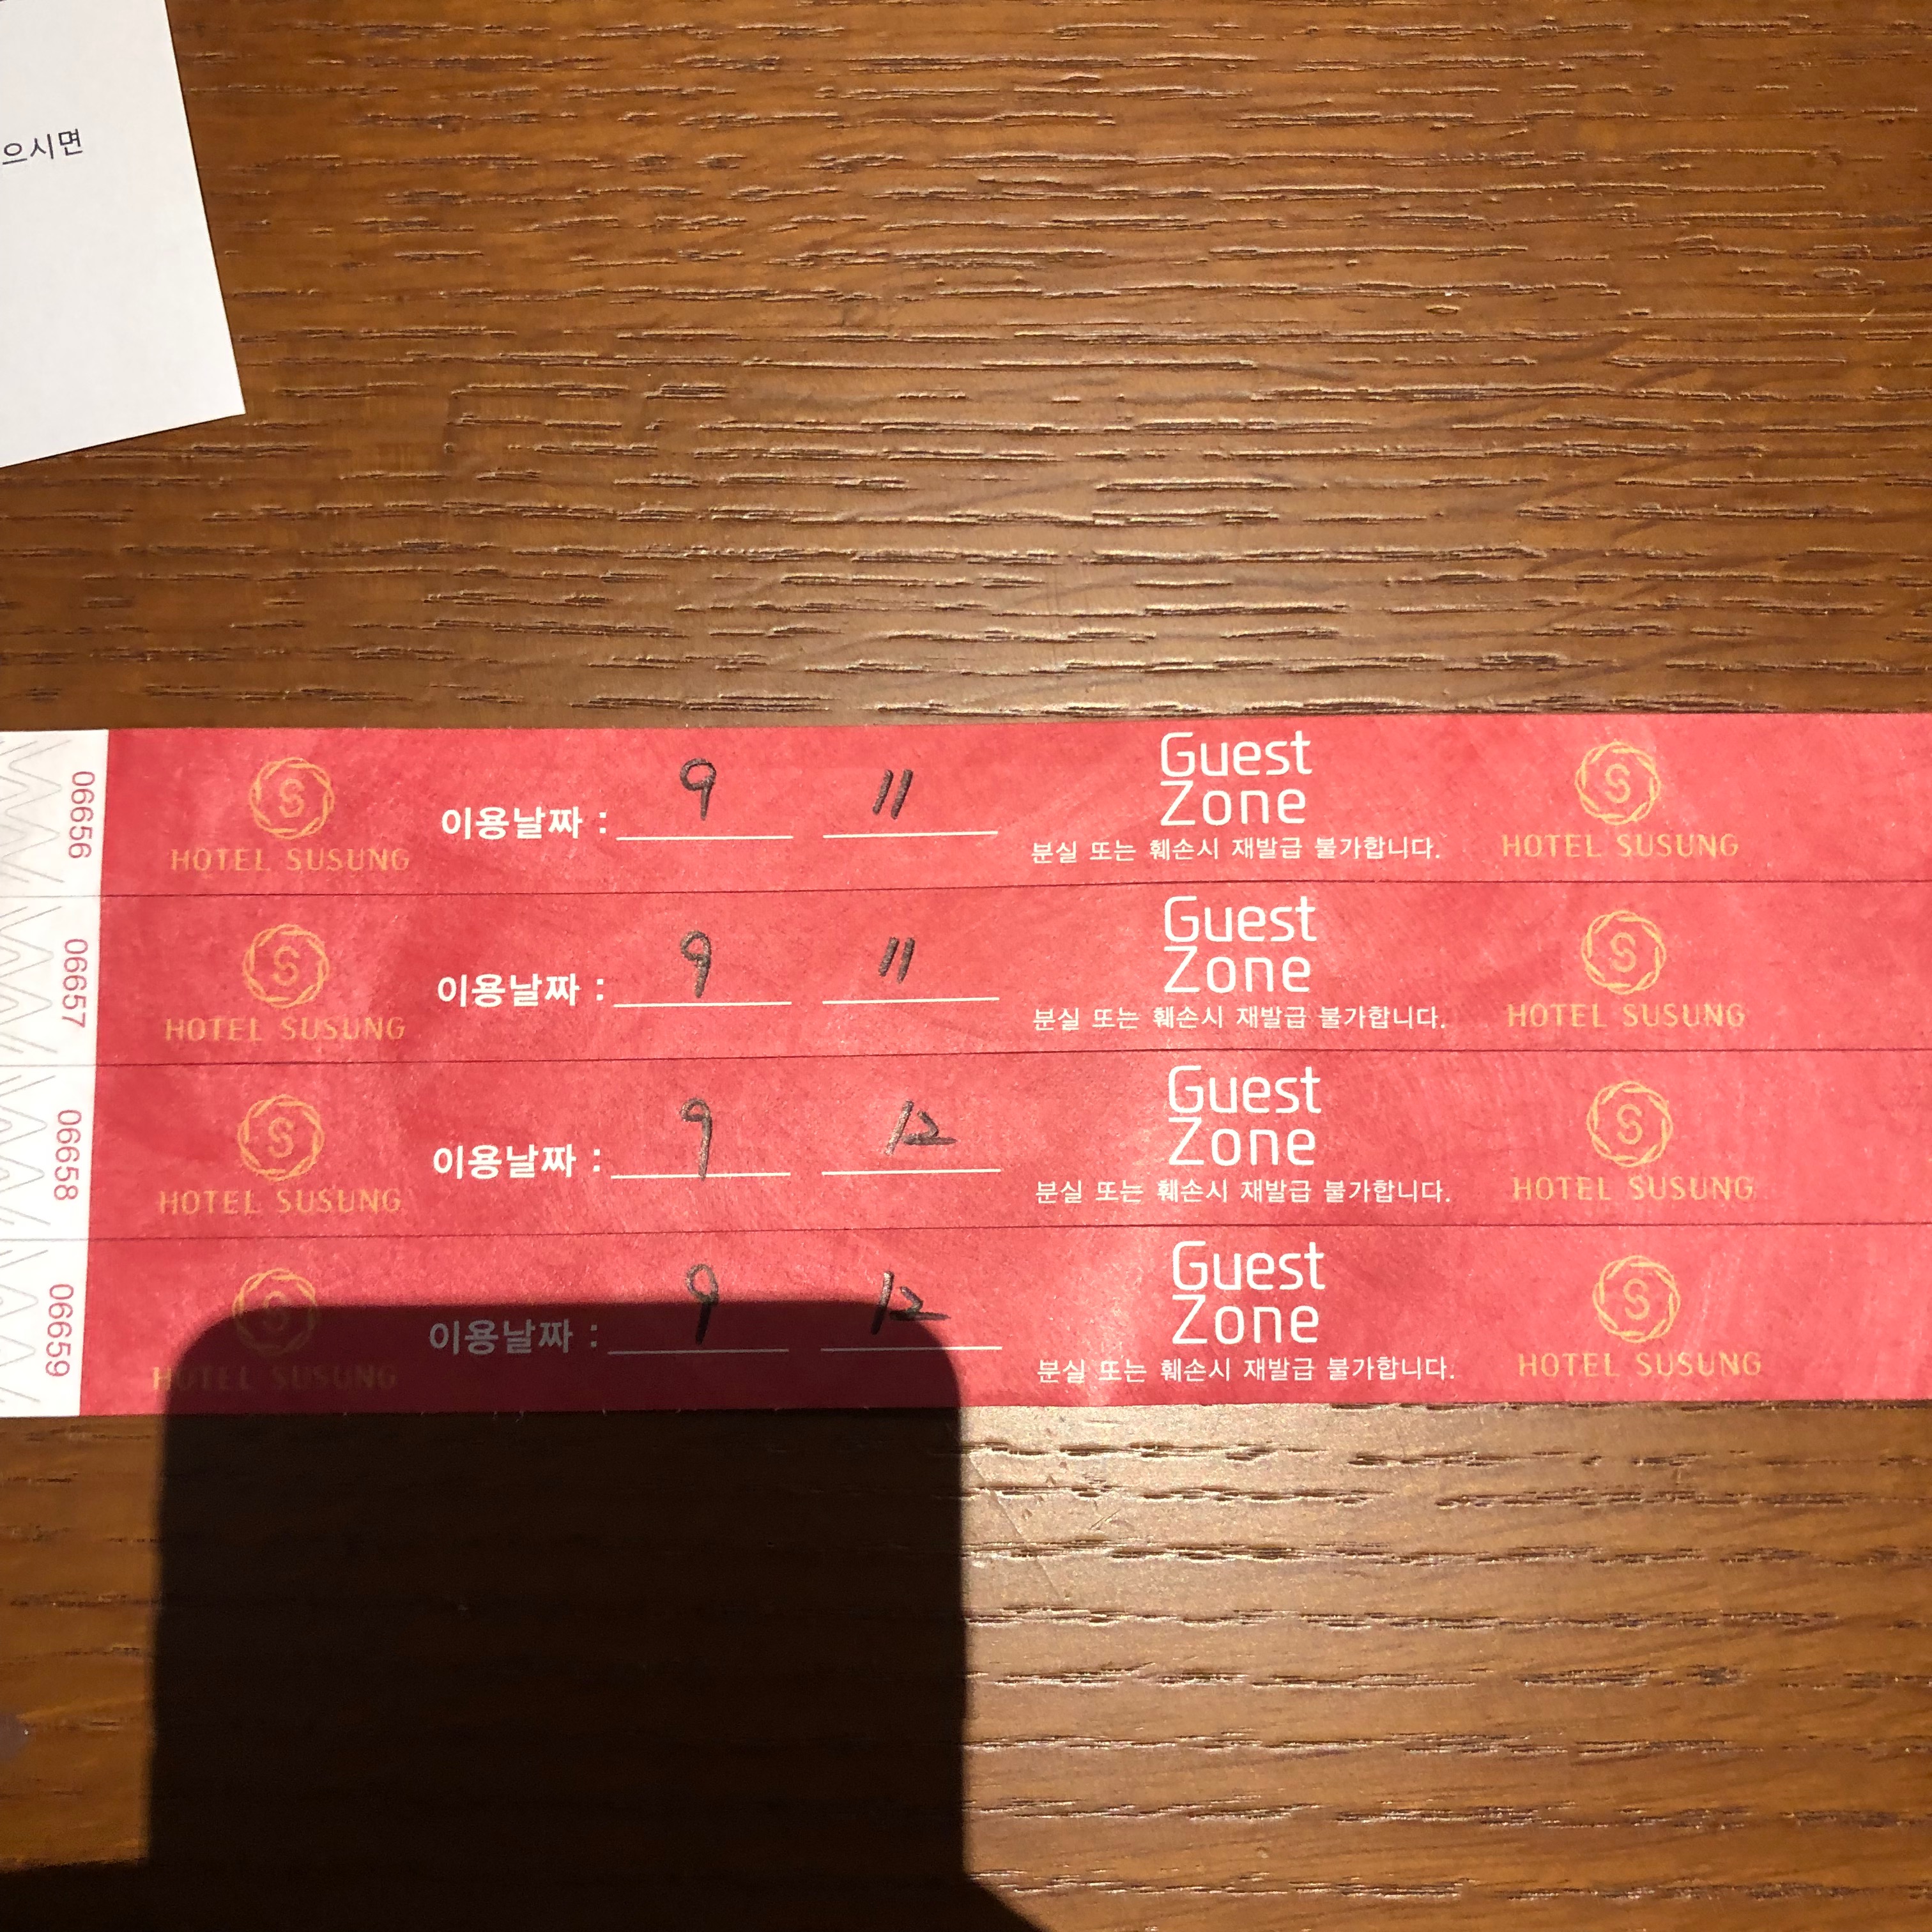 으시면
06656
HOTEL SUSUNG
이용날짜 : 9 11
Guest
Zone
분실 또는 훼손시 재발급 불가합니다.
HOTEL SUSUNG
06657
HOTEL SUSUNG
이용날짜 : 9 11
Guest
Zone
분실 또는 훼손시 재발급 불가합니다.
HOTEL SUSUNG
06658
HOTEL SUSUNG
이용날짜 : 9 12
Guest
Zone
분실 또는 훼손시 재발급 불가합니다.
HOTEL SUSUNG
06659
HOTEL SUSUNG
이용날짜 : 9 12
Guest
Zone
분실 또는 훼손시 재발급 불가합니다.
HOTEL SUSUNG